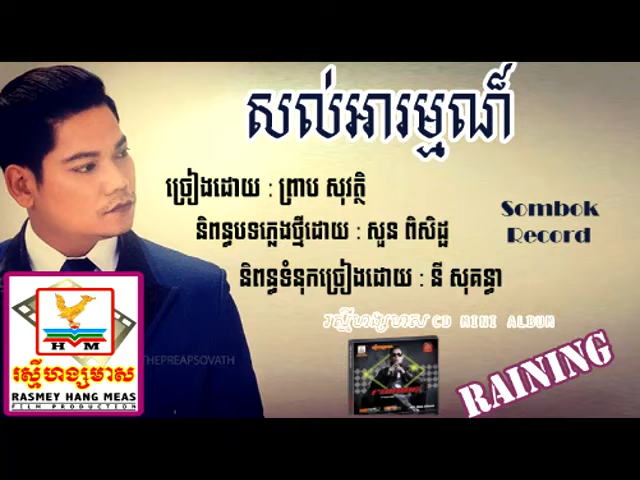 សល់អារម្មណ៍
ច្រៀងដោយ : ព្រាប សុវត្ថិ
និពន្ធបទភ្លេងថ្មីដោយ : សួន ពិសិដ្ឋ
និពន្ធទំនុកច្រៀងដោយ : នី សុគន្ធា
Sombok
Record
រស្មីហង្សមាស CD MINI ALBUM
THEPREAPSOVATH
H M
រស្មីហង្សមាស
RASMEY HANG MEAS
FILM PRODUCTION
RAINING